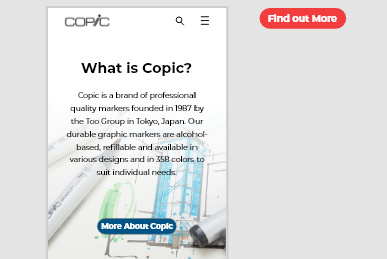 COPIC
Find out More
What is Copic?
Copic is a brand of professionall
quality markers founded in 1987 by
the Too Group in Tokyo, Japan. Our
durable graphic markers are alcohol-
based, refillable and available in
various designs and in 358 colors to
suit individual needs.
More About Copic